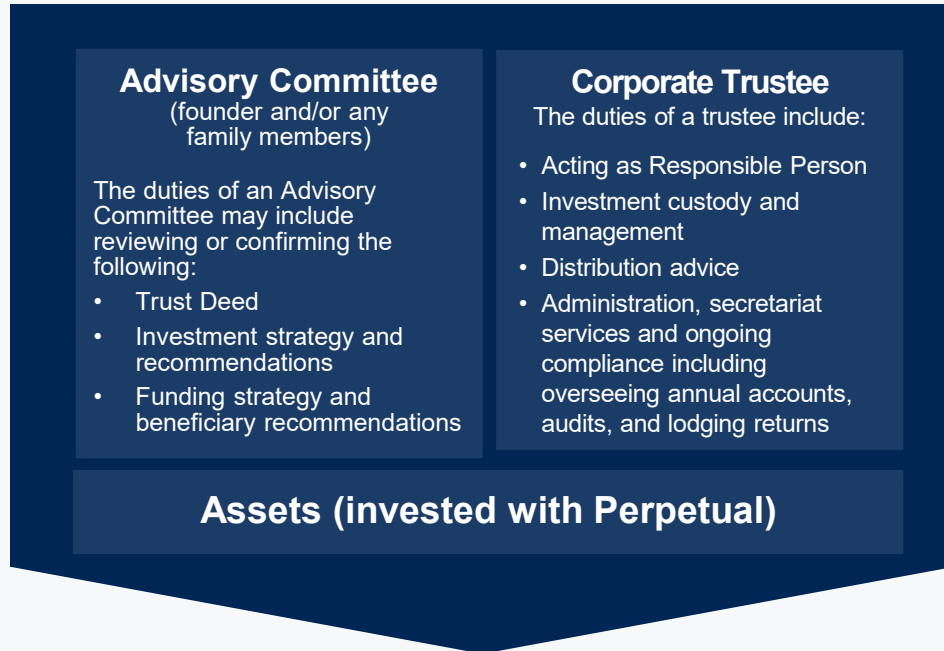 Advisory Committee
(founder and/or any
family members)
The duties of an Advisory
Committee may include
reviewing or confirming the
following:
• Trust Deed
• Investment strategy and
recommendations
• Funding strategy and
beneficiary recommendations
Corporate Trustee
The duties of a trustee include:
• Acting as Responsible Person
• Investment custody and
management
• Distribution advice
• Administration, secretariat
services and ongoing
compliance including
overseeing annual accounts,
audits, and lodging returns
Assets (invested with Perpetual)